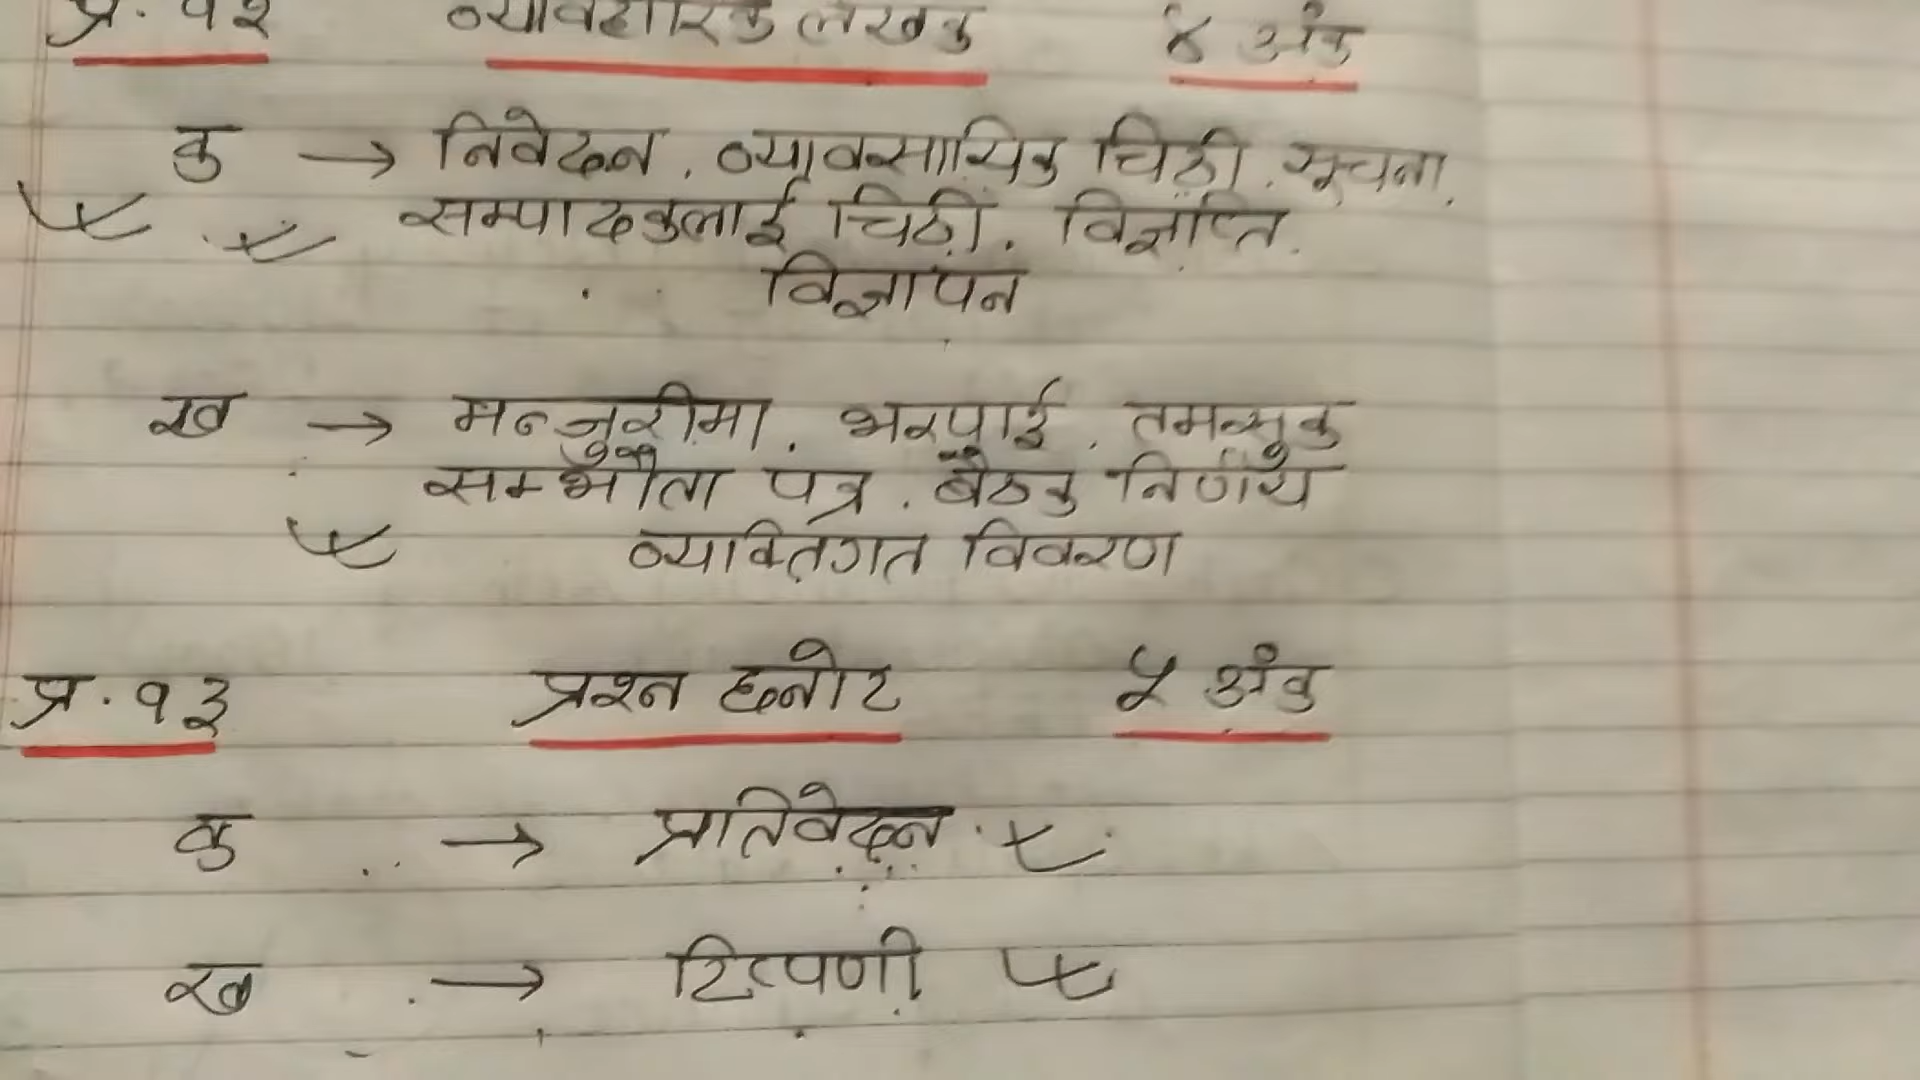 प्र. १२ व्यावहारिक लेखन ४ अंक
क → निवेदन, व्यावसायिक चिठी, सूचना,
सम्पादकलाई चिठी, विज्ञप्ति,
विज्ञापन
ख → मन्जुरीमा, भरपाई, तमसुक
सम्झौता पत्र, बैठक निर्णय
व्यक्तिगत विवरण
प्र. १३ प्रश्न छनोट ५ अंक
क → प्रतिवेदन
ख → टिप्पणी